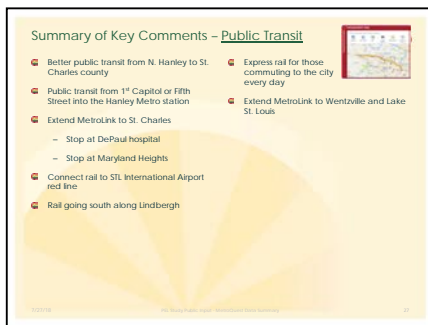 Summary of Key Comments – Public Transit
Better public transit from N. Hanley to St.
Charles county
Public transit from 1st Capitol or Fifth
Street into the Hanley Metro station
Extend MetroLink to St. Charles
– Stop at DePaul hospital
– Stop at Maryland Heights
Connect rail to STL International Airport
red line
Rail going south along Lindbergh
Express rail for those
commuting to the city
every day
Extend MetroLink to Wentzville and Lake
St. Louis
27